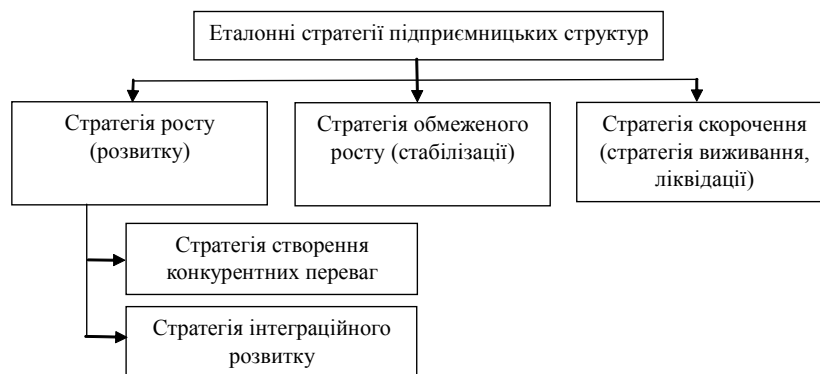 Еталонні стратегії підприємницьких структур
Стратегія росту
(розвитку)
Стратегія обмеженого
росту (стабілізації)
Стратегія скорочення
(стратегія виживання,
ліквідації)
Стратегія створення
конкурентних переваг
Стратегія інтеграційного
розвитку